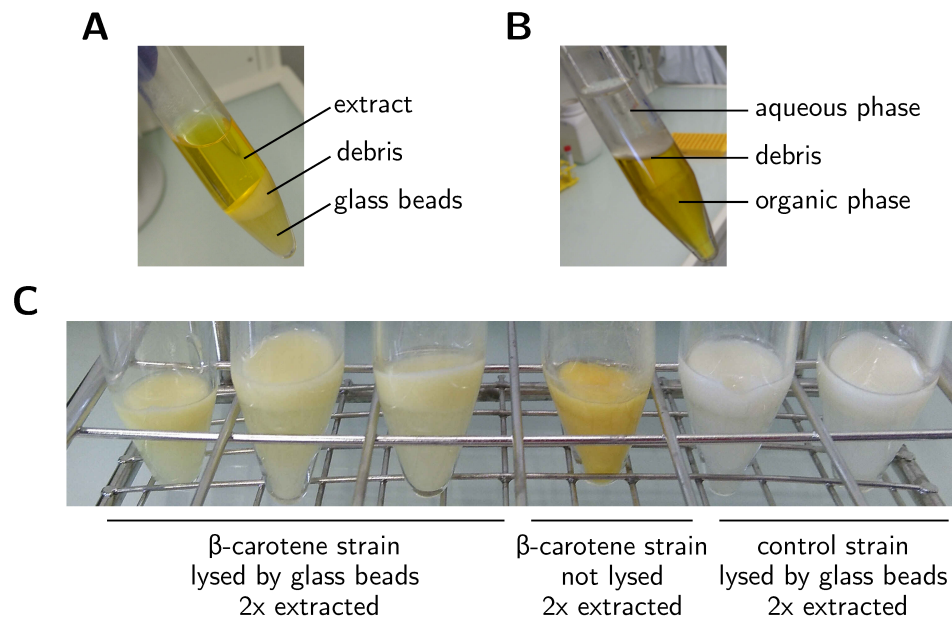 A
B
extract
debris
glass beads
aqueous phase
debris
organic phase
C
β-carotene strain
lysed by glass beads
2x extracted
β-carotene strain
not lysed
2x extracted
control strain
lysed by glass beads
2x extracted